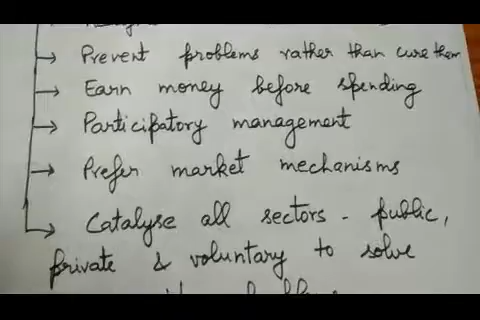 → Prevent problems rather than cure them
→ Earn money before spending
→ Participatory management
→ Prefer market mechanisms
→ Catalyse all sectors - public,
private & voluntary to solve